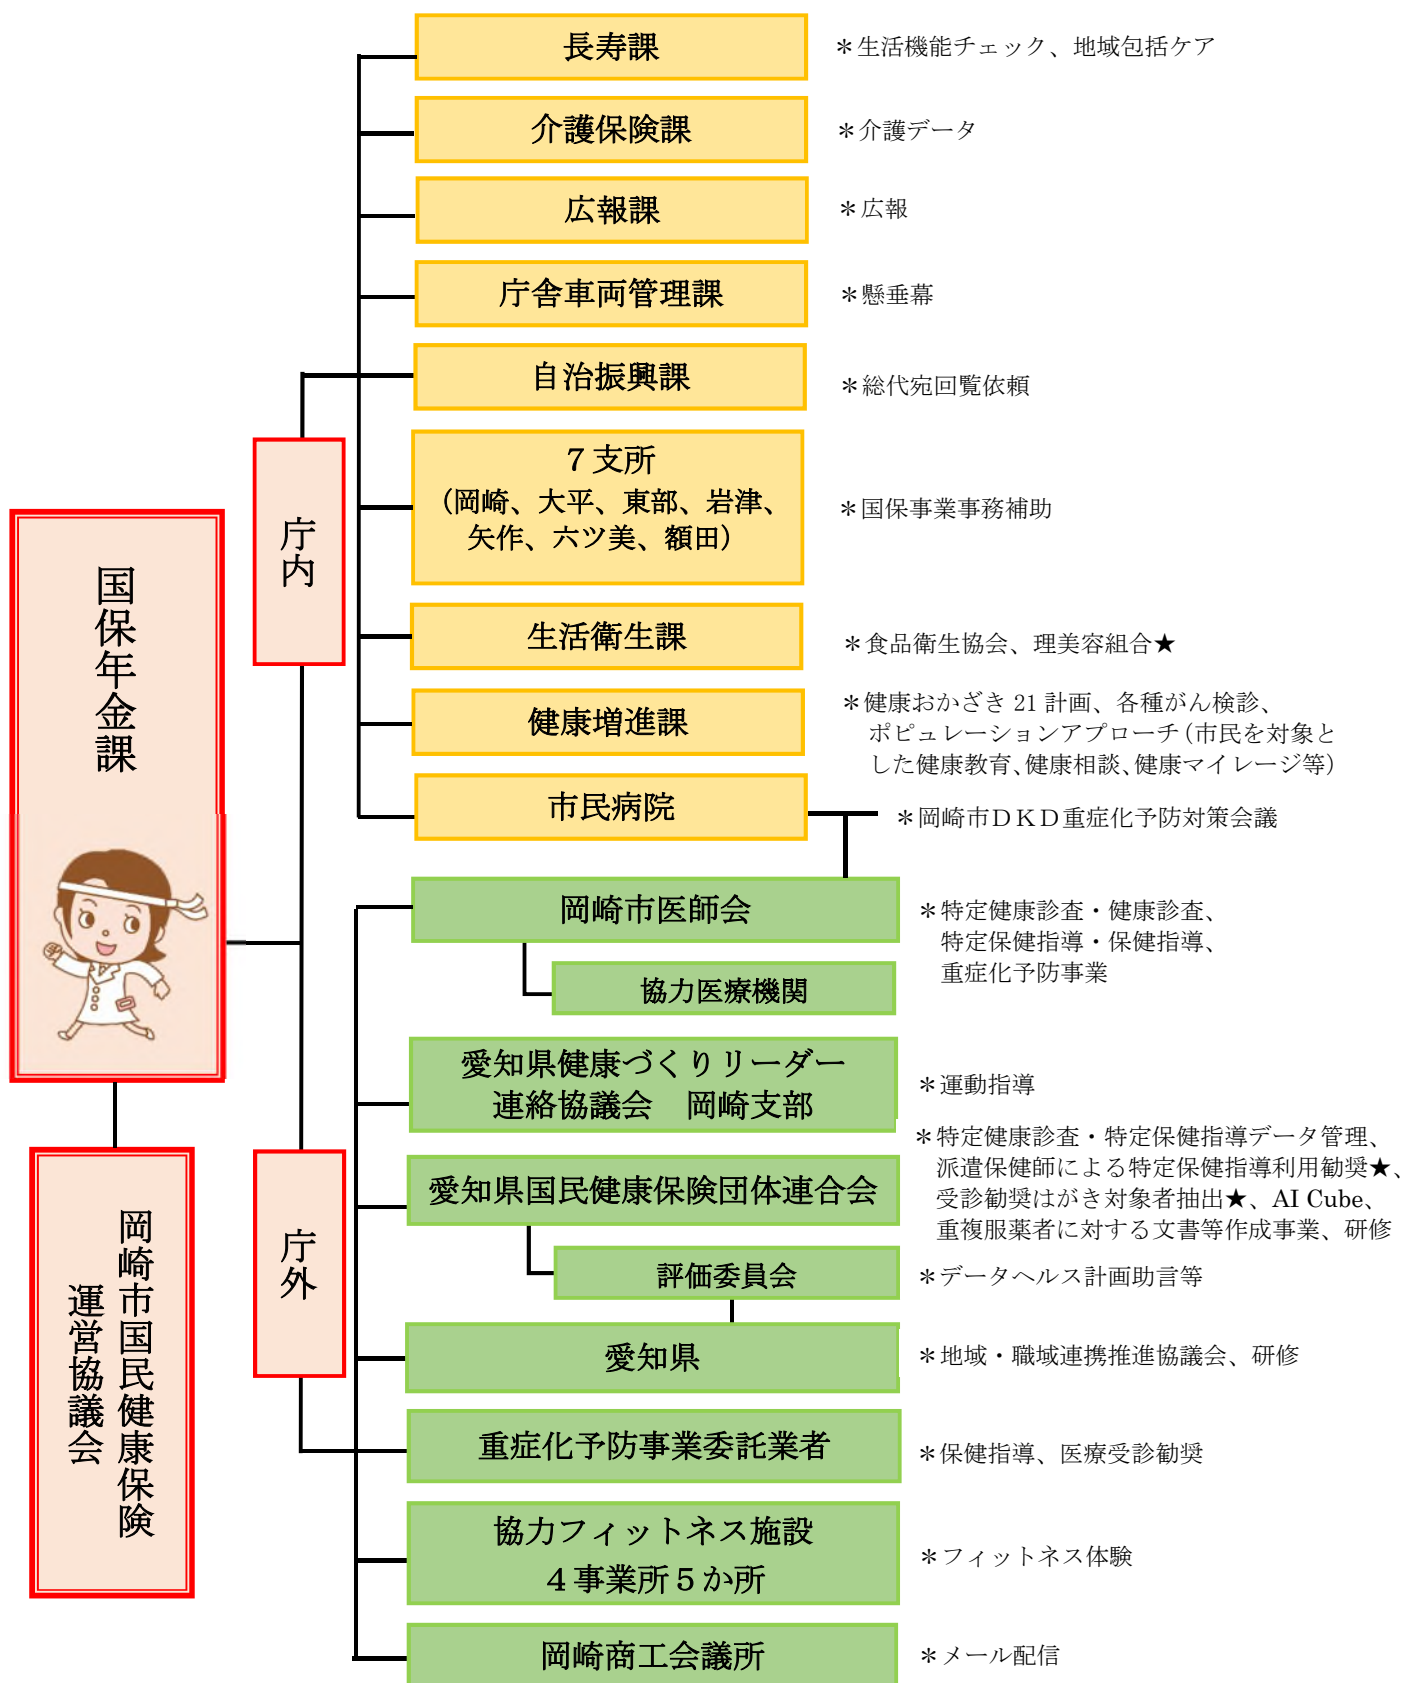 長寿課
＊生活機能チェック、地域包括ケア
介護保険課
＊介護データ
広報課
＊広報
庁舎車両管理課
＊懸垂幕
自治振興課
＊総代宛回覧依頼
７支所
（岡崎、大平、東部、岩津、
矢作、六ツ美、額田）
＊国保事業事務補助
生活衛生課
＊食品衛生協会、理美容組合★
健康増進課
＊健康おかざき 21 計画、各種がん検診、
ポピュレーションアプローチ（市民を対象と
した健康教育、健康相談、健康マイレージ等）
市民病院
＊岡崎市ＤＫＤ重症化予防対策会議
庁内
国保年金課
岡崎市医師会
＊特定健康診査・健康診査、
特定保健指導・保健指導、
重症化予防事業
協力医療機関
愛知県健康づくりリーダー
連絡協議会　岡崎支部
＊運動指導
愛知県国民健康保険団体連合会
＊特定健康診査・特定保健指導データ管理、
派遣保健師による特定保健指導利用勧奨★、
受診勧奨はがき対象者抽出★、AI Cube、
重複服薬者に対する文書等作成事業、研修
評価委員会
＊データヘルス計画助言等
愛知県
＊地域・職域連携推進協議会、研修
重症化予防事業委託業者
＊保健指導、医療受診勧奨
協力フィットネス施設
４事業所５か所
＊フィットネス体験
岡崎商工会議所
＊メール配信
庁外
岡崎市国民健康保険
運営協議会